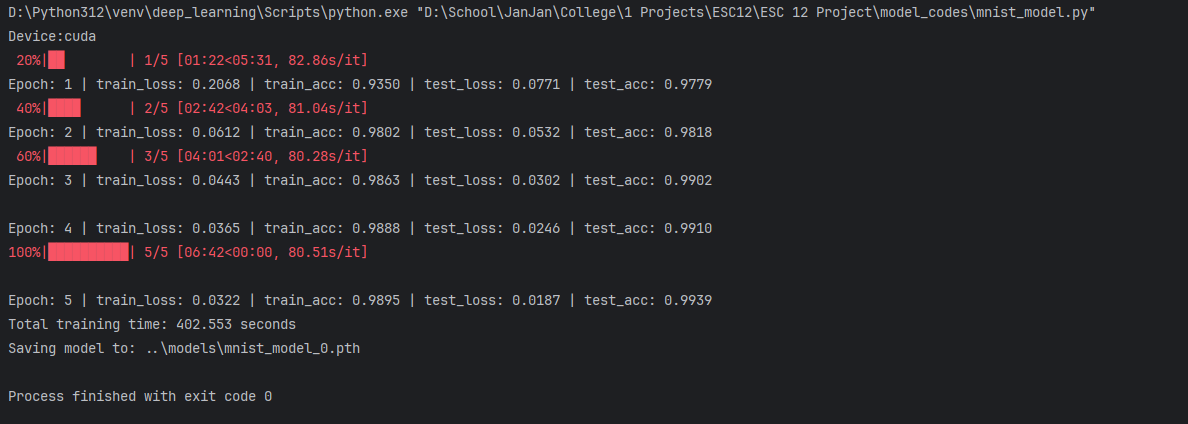 D:\Python312\venv\deep_learning\Scripts\python.exe "D:\School\JanJan\College\1 Projects\ESC12\ESC 12 Project\model_codes\mnist_model.py"
Device:cuda
20%|██        | 1/5 [01:22<05:31, 82.86s/it]
Epoch: 1 | train_loss: 0.2068 | train_acc: 0.9350 | test_loss: 0.0771 | test_acc: 0.9779
40%|████      | 2/5 [02:42<04:03, 81.04s/it]
Epoch: 2 | train_loss: 0.0612 | train_acc: 0.9802 | test_loss: 0.0532 | test_acc: 0.9818
60%|██████    | 3/5 [04:01<02:40, 80.28s/it]
Epoch: 3 | train_loss: 0.0443 | train_acc: 0.9863 | test_loss: 0.0302 | test_acc: 0.9902
Epoch: 4 | train_loss: 0.0365 | train_acc: 0.9888 | test_loss: 0.0246 | test_acc: 0.9910
100%|██████████| 5/5 [06:42<00:00, 80.51s/it]
Epoch: 5 | train_loss: 0.0322 | train_acc: 0.9895 | test_loss: 0.0187 | test_acc: 0.9939
Total training time: 402.553 seconds
Saving model to: ..\models\mnist_model_0.pth
Process finished with exit code 0